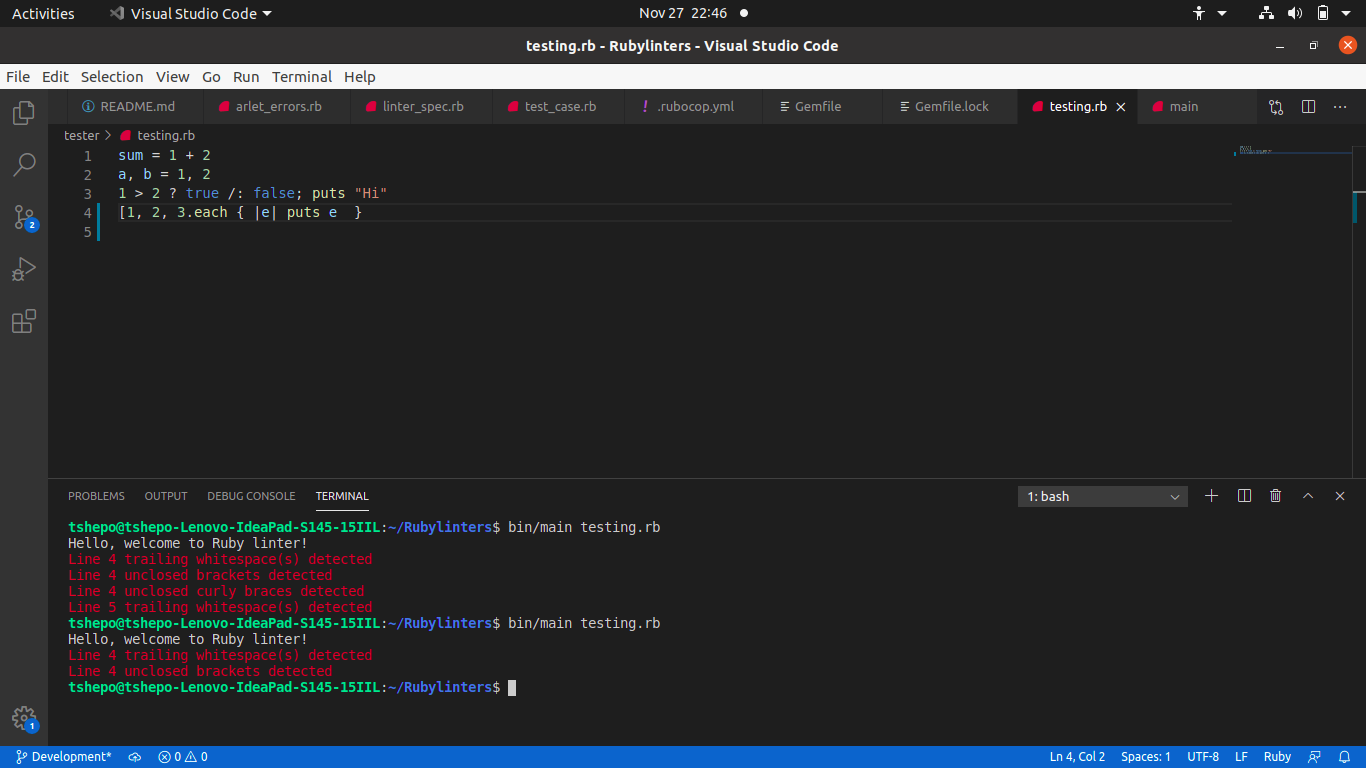 Activities Visual Studio Code Nov 27 22:46
testing.rb - Rubylinters - Visual Studio Code
File Edit Selection View Go Run Terminal Help
README.md arlet_errors.rb linter_spec.rb test_case.rb ! .rubocop.yml Gemfile Gemfile.lock testing.rb main
tester > testing.rb
1 sum = 1 + 2
2 a, b = 1, 2
3 1 > 2 ? true /: false; puts "Hi"
4 [1, 2, 3.each { |e| puts e  }
5
2
PROBLEMS OUTPUT DEBUG CONSOLE TERMINAL 1: bash
tshepo@tshepo-Lenovo-IdeaPad-S145-15IIL:~/Rubylinters$ bin/main testing.rb
Hello, welcome to Ruby linter!
Line 4 trailing whitespace(s) detected
Line 4 unclosed brackets detected
Line 4 unclosed curly braces detected
Line 5 trailing whitespace(s) detected
tshepo@tshepo-Lenovo-IdeaPad-S145-15IIL:~/Rubylinters$ bin/main testing.rb
Hello, welcome to Ruby linter!
Line 4 trailing whitespace(s) detected
Line 4 unclosed brackets detected
tshepo@tshepo-Lenovo-IdeaPad-S145-15IIL:~/Rubylinters$
1
Development* 0 0 Ln 4, Col 2 Spaces: 1 UTF-8 LF Ruby